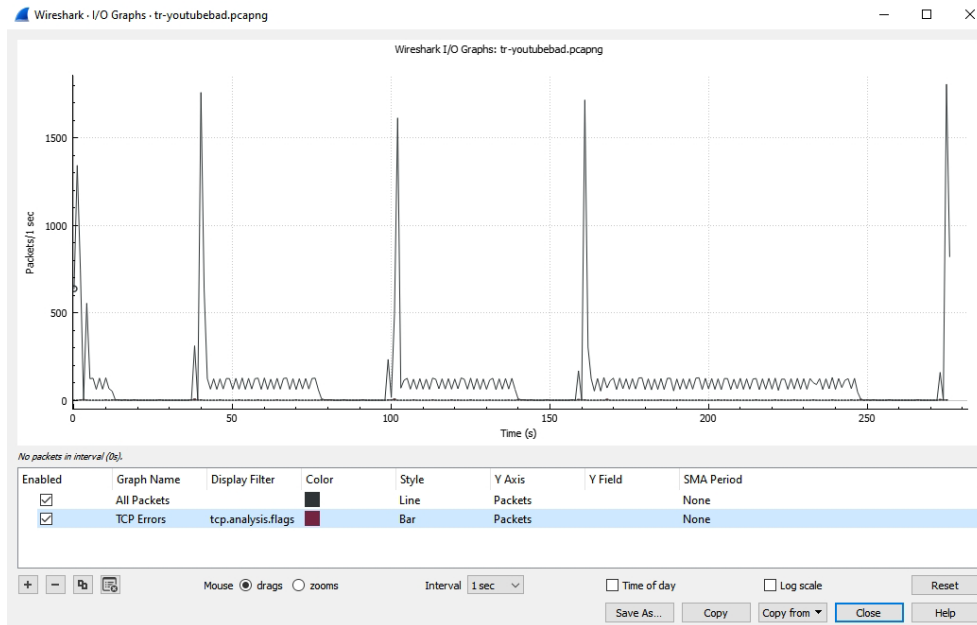 Wireshark · I/O Graphs · tr-youtubebad.pcapng
Wireshark I/O Graphs: tr-youtubebad.pcapng
Packets/1 sec
1500
1000
500
0
0 50 100 150 200 250
Time (s)
No packets in interval (0s).
Enabled Graph Name Display Filter Color Style Y Axis Y Field SMA Period
All Packets Line Packets None
TCP Errors tcp.analysis.flags Bar Packets None
Mouse drags zooms Interval 1 sec Time of day Log scale Reset
Save As... Copy Copy from Close Help